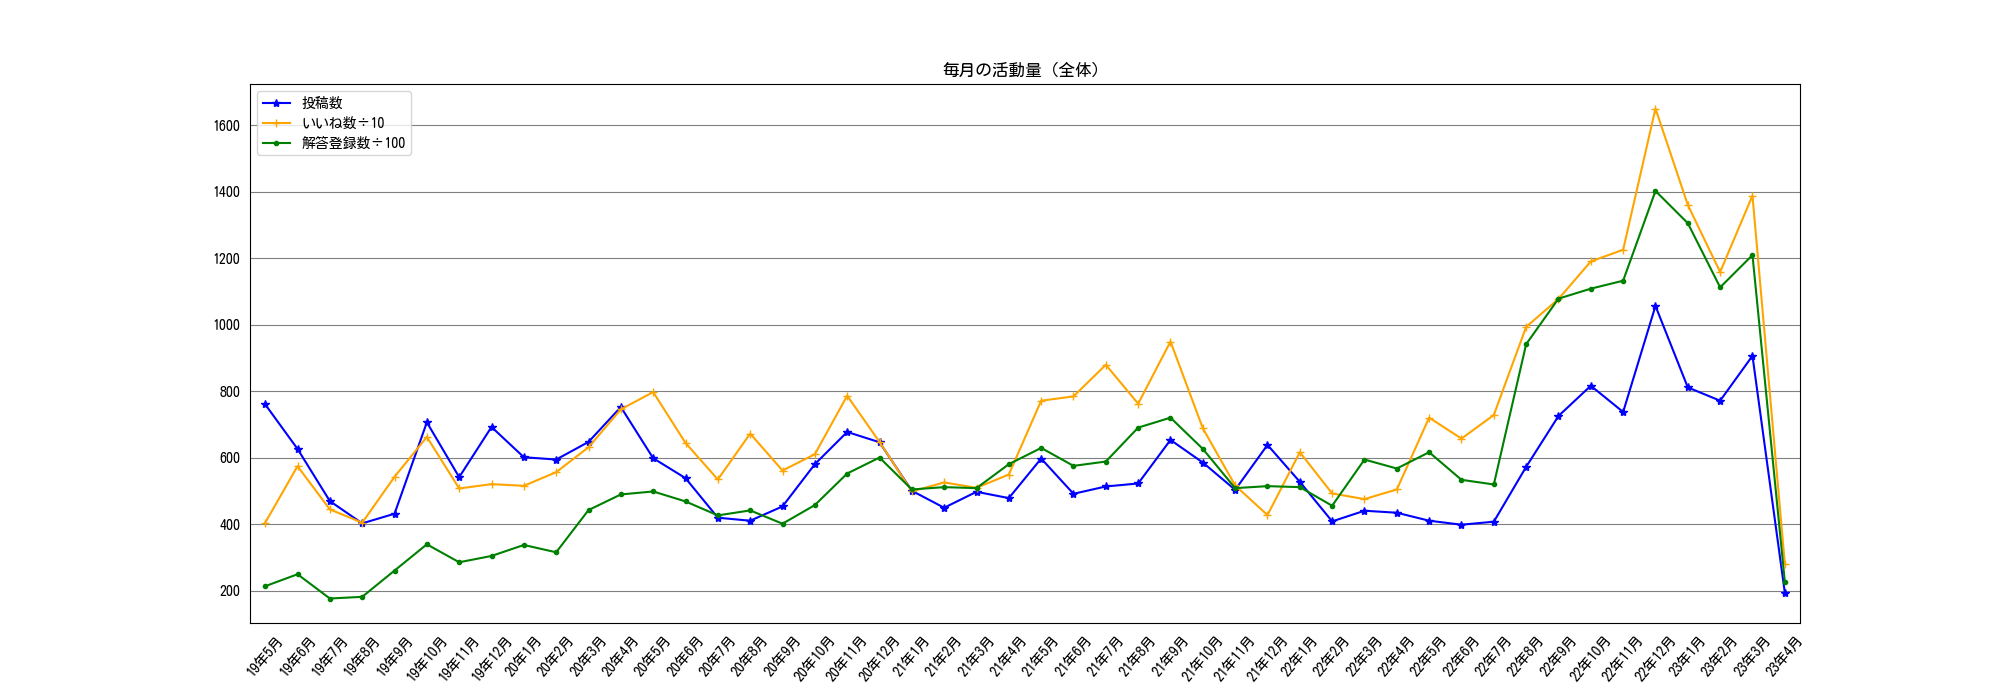 毎月の活動量（全体）
投稿数
いいね数÷10
解答登録数÷100
1600
1400
1200
1000
800
600
400
200
19年5月
19年6月
19年7月
19年8月
19年9月
19年10月
19年11月
19年12月
20年1月
20年2月
20年3月
20年4月
20年5月
20年6月
20年7月
20年8月
20年9月
20年10月
20年11月
20年12月
21年1月
21年2月
21年3月
21年4月
21年5月
21年6月
21年7月
21年8月
21年9月
21年10月
21年11月
21年12月
22年1月
22年2月
22年3月
22年4月
22年5月
22年6月
22年7月
22年8月
22年9月
22年10月
22年11月
22年12月
23年1月
23年2月
23年3月
23年4月